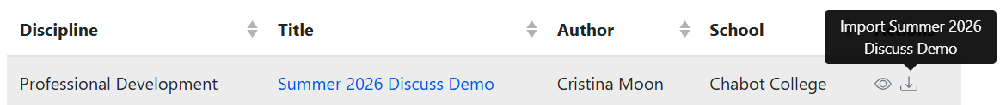 Discipline Title Author School
Import Summer 2026
Discuss Demo
Professional Development Summer 2026 Discuss Demo Cristina Moon Chabot College